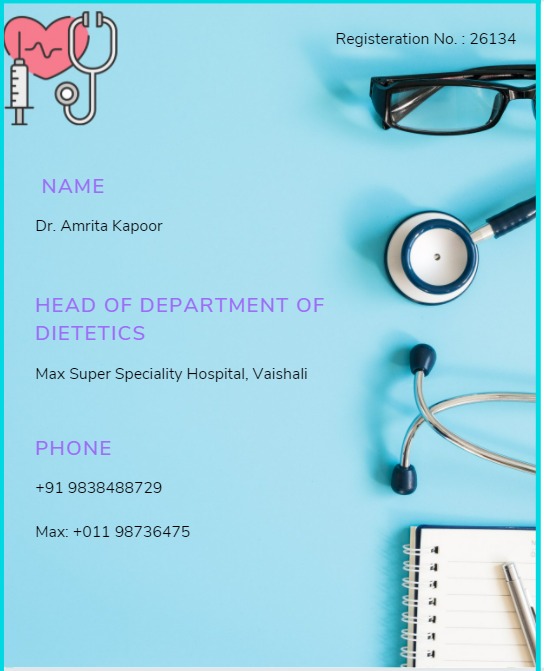 Registeration No. : 26134
NAME
Dr. Amrita Kapoor
HEAD OF DEPARTMENT OF
DIETETICS
Max Super Speciality Hospital, Vaishali
PHONE
+91 9838488729
Max: +011 98736475